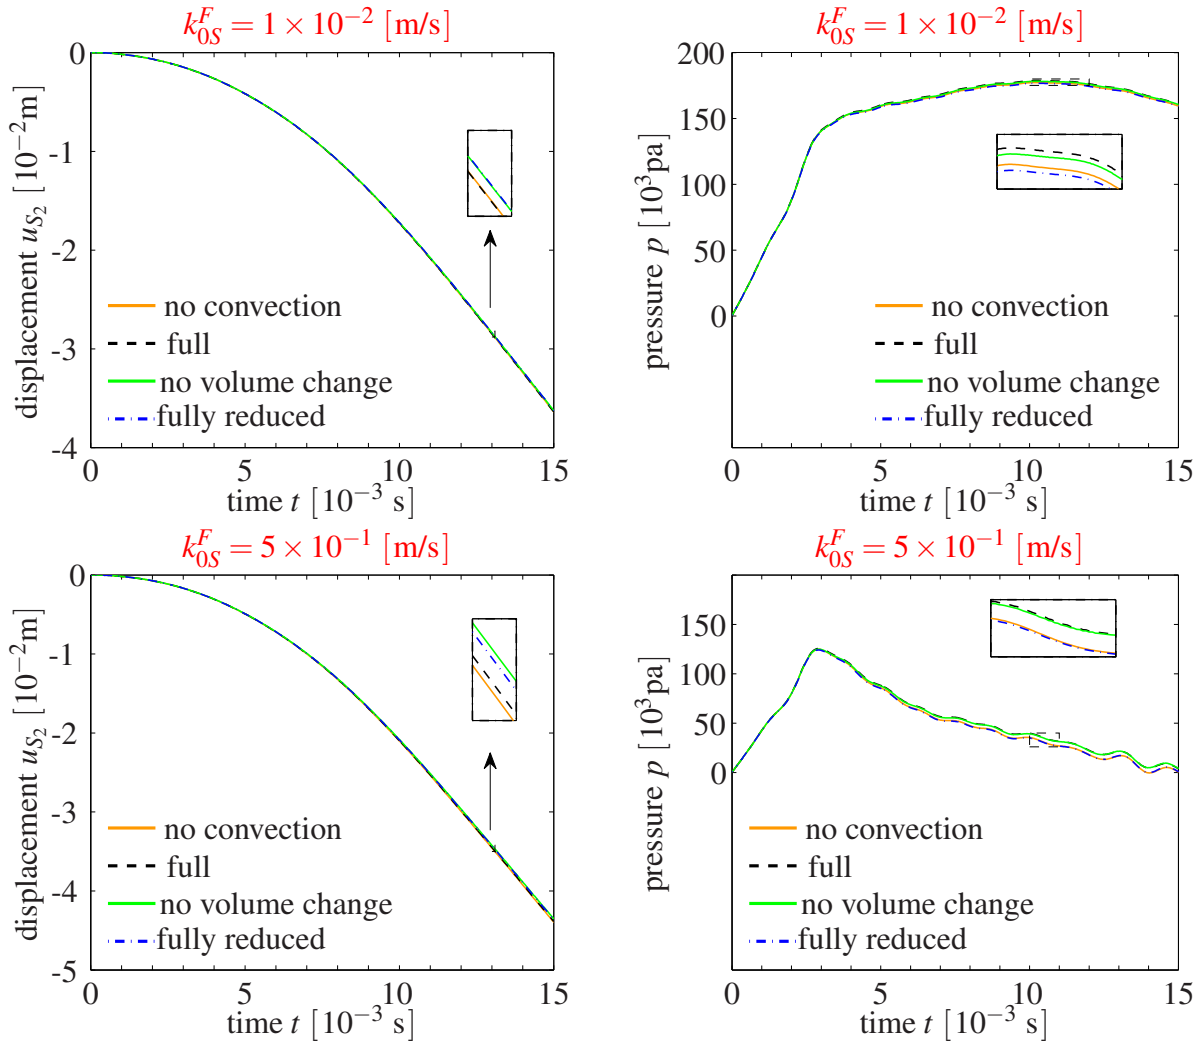 k_{0S}^F = 1 × 10^{-2} [m/s]
displacement u_{S_2} [10^{-2}m]
0
-1
-2
-3
-4
no convection
full
no volume change
fully reduced
0
5
10
15
time t [10^{-3} s]
k_{0S}^F = 1 × 10^{-2} [m/s]
pressure p [10^3pa]
200
150
100
50
0
no convection
full
no volume change
fully reduced
0
5
10
15
time t [10^{-3} s]
k_{0S}^F = 5 × 10^{-1} [m/s]
displacement u_{S_2} [10^{-2}m]
0
-1
-2
-3
-4
-5
no convection
full
no volume change
fully reduced
0
5
10
15
time t [10^{-3} s]
k_{0S}^F = 5 × 10^{-1} [m/s]
pressure p [10^3pa]
150
100
50
0
no convection
full
no volume change
fully reduced
0
5
10
15
time t [10^{-3} s]